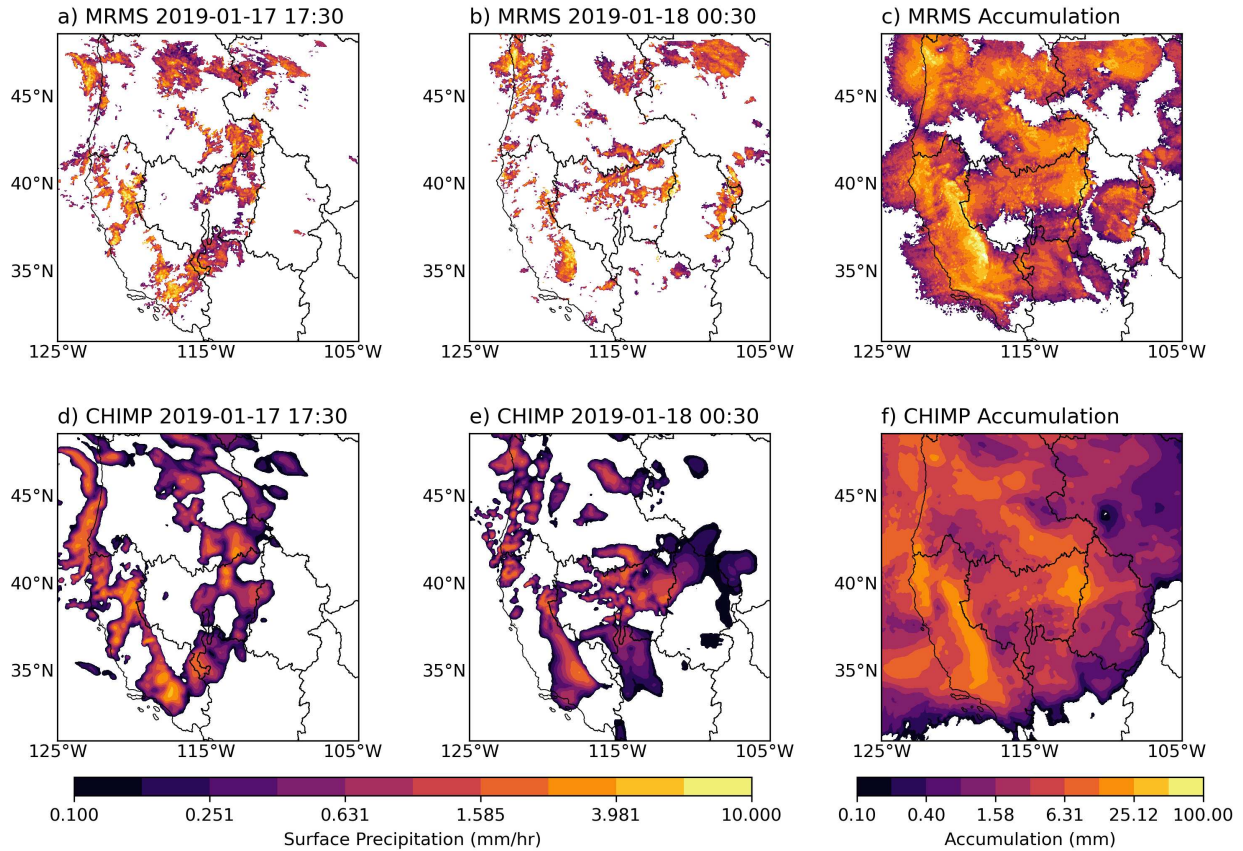 a) MRMS 2019-01-17 17:30
b) MRMS 2019-01-18 00:30
c) MRMS Accumulation
45°N
40°N
35°N
125°W
115°W
105°W
45°N
40°N
35°N
125°W
115°W
105°W
45°N
40°N
35°N
125°W
115°W
105°W
d) CHIMP 2019-01-17 17:30
e) CHIMP 2019-01-18 00:30
f) CHIMP Accumulation
45°N
40°N
35°N
125°W
115°W
105°W
45°N
40°N
35°N
125°W
115°W
105°W
45°N
40°N
35°N
125°W
115°W
105°W
0.100 0.251 0.631 1.585 3.981 10.000
Surface Precipitation (mm/hr)
0.10 0.40 1.58 6.31 25.12 100.00
Accumulation (mm)